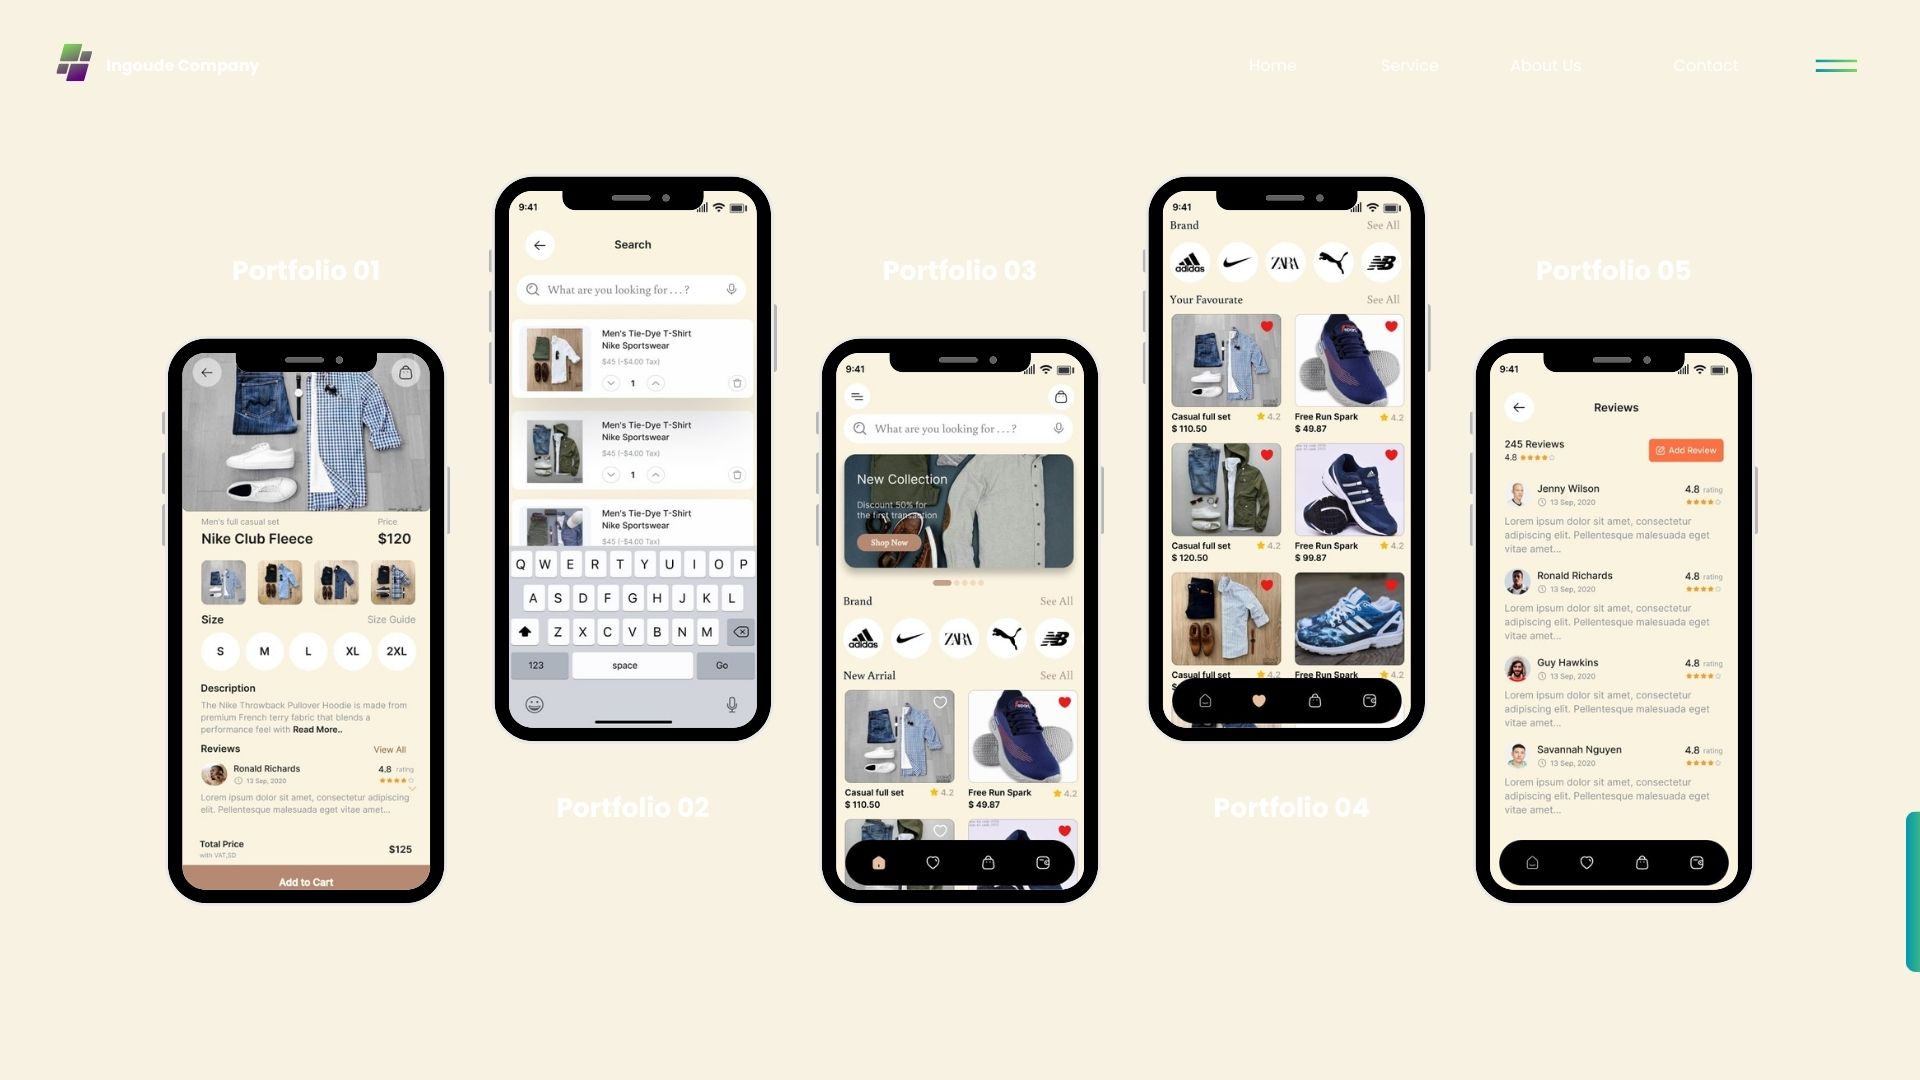 Ingoude Company
Home Service About Us Contact
Portfolio 01
Men's full casual set Price
Nike Club Fleece $120
Size Size Guide
S M L XL 2XL
Description
The Nike Throwback Pullover Hoodie is made from
premium French terry fabric that blends a
performance feel with Read More..
Reviews View All
Ronald Richards 4.8 rating
13 Sep, 2020
Lorem ipsum dolor sit amet, consectetur adipiscing
elit. Pellentesque malesuada eget vitae amet...
Total Price $125
with VAT,SD
Add to Cart
9:41
Search
What are you looking for . . . ?
Men's Tie-Dye T-Shirt
Nike Sportswear
$45 (-$4.00 Tax)
1
Men's Tie-Dye T-Shirt
Nike Sportswear
$45 (-$4.00 Tax)
1
Men's Tie-Dye T-Shirt
Nike Sportswear
$45 (-$4.00 Tax)
Q W E R T Y U I O P
A S D F G H J K L
Z X C V B N M
123 space Go
Portfolio 02
Portfolio 03
9:41
What are you looking for . . . ?
New Collection
Discount 50% for
the first transaction
Shop Now
Brand See All
adidas ZARA NB
New Arrial See All
Casual full set 4.2
$ 110.50
Free Run Spark 4.2
$ 49.87
9:41
Brand See All
adidas ZARA NB
Your Favourate See All
Casual full set 4.2
$ 110.50
Free Run Spark 4.2
$ 49.87
Casual full set 4.2
$ 120.50
Free Run Spark 4.2
$ 99.87
Casual full set 4.2
Free Run Spark 4.2
Portfolio 04
Portfolio 05
9:41
Reviews
245 Reviews
4.8
Add Review
Jenny Wilson 4.8 rating
13 Sep, 2020
Lorem ipsum dolor sit amet, consectetur
adipiscing elit. Pellentesque malesuada eget
vitae amet...
Ronald Richards 4.8 rating
13 Sep, 2020
Lorem ipsum dolor sit amet, consectetur
adipiscing elit. Pellentesque malesuada eget
vitae amet...
Guy Hawkins 4.8 rating
13 Sep, 2020
Lorem ipsum dolor sit amet, consectetur
adipiscing elit. Pellentesque malesuada eget
vitae amet...
Savannah Nguyen 4.8 rating
13 Sep, 2020
Lorem ipsum dolor sit amet, consectetur
adipiscing elit. Pellentesque malesuada eget
vitae amet...